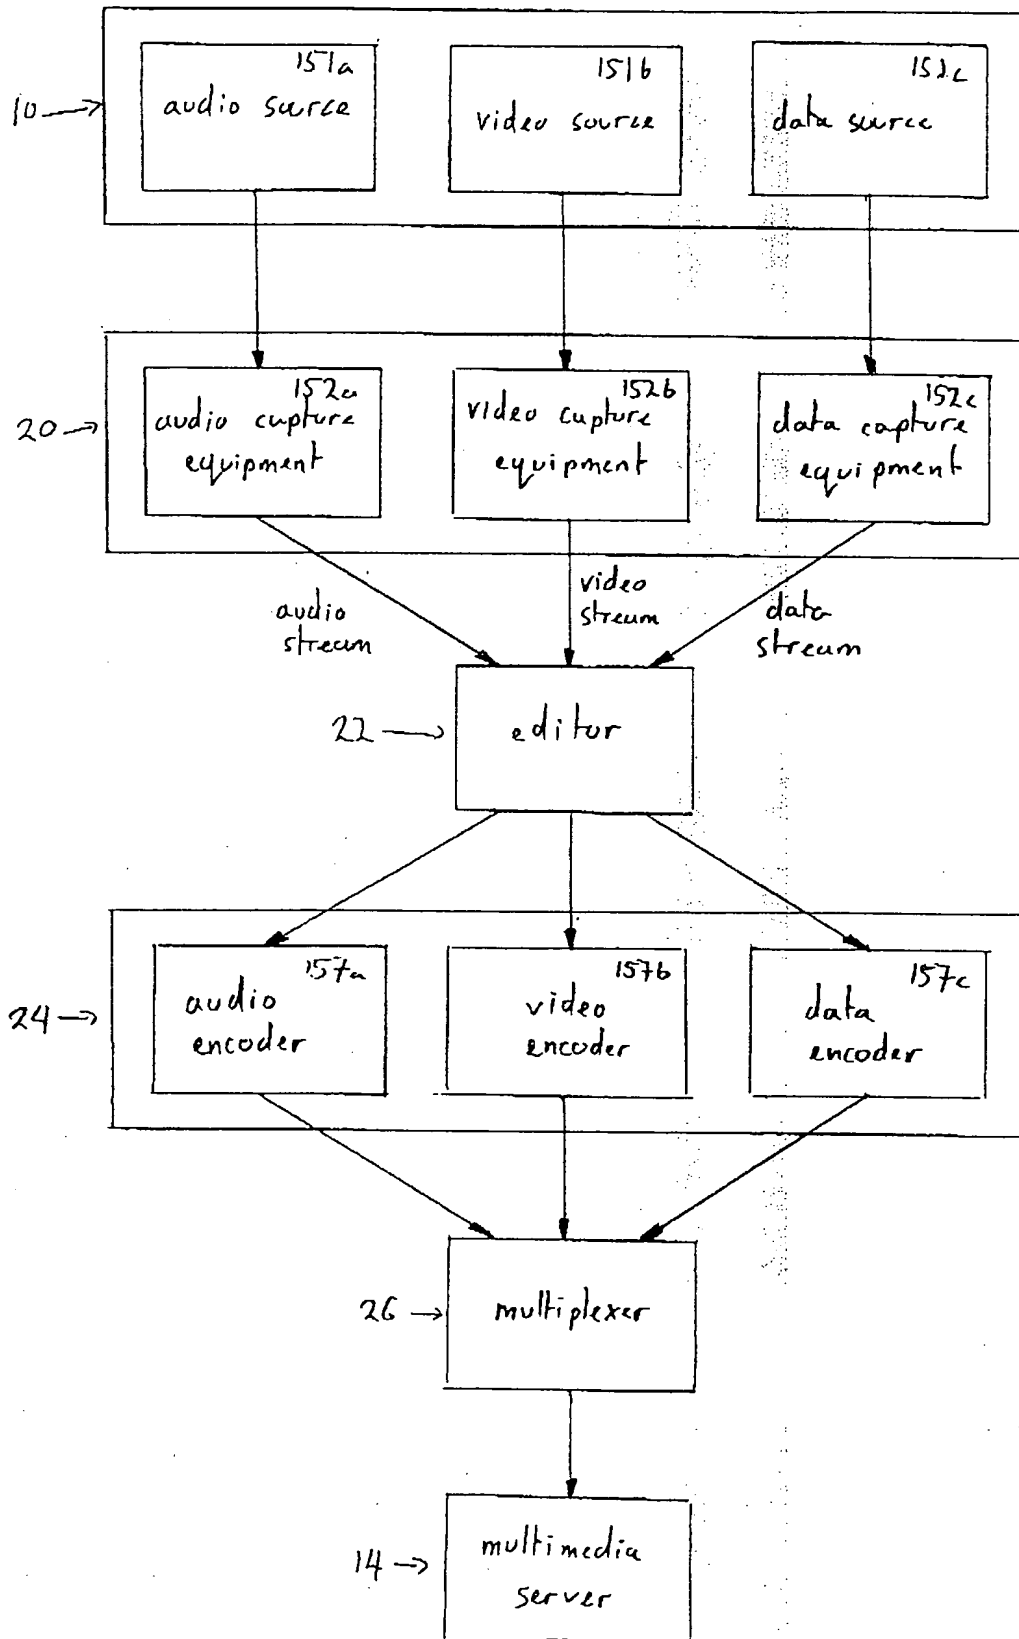 151a
audio source
151b
video source
151c
data source
10
152a
audio capture
equipment
152b
video capture
equipment
152c
data capture
equipment
20
audio
stream
video
stream
data
stream
22
editor
157a
audio
encoder
157b
video
encoder
157c
data
encoder
24
26
multiplexer
14
multimedia
server